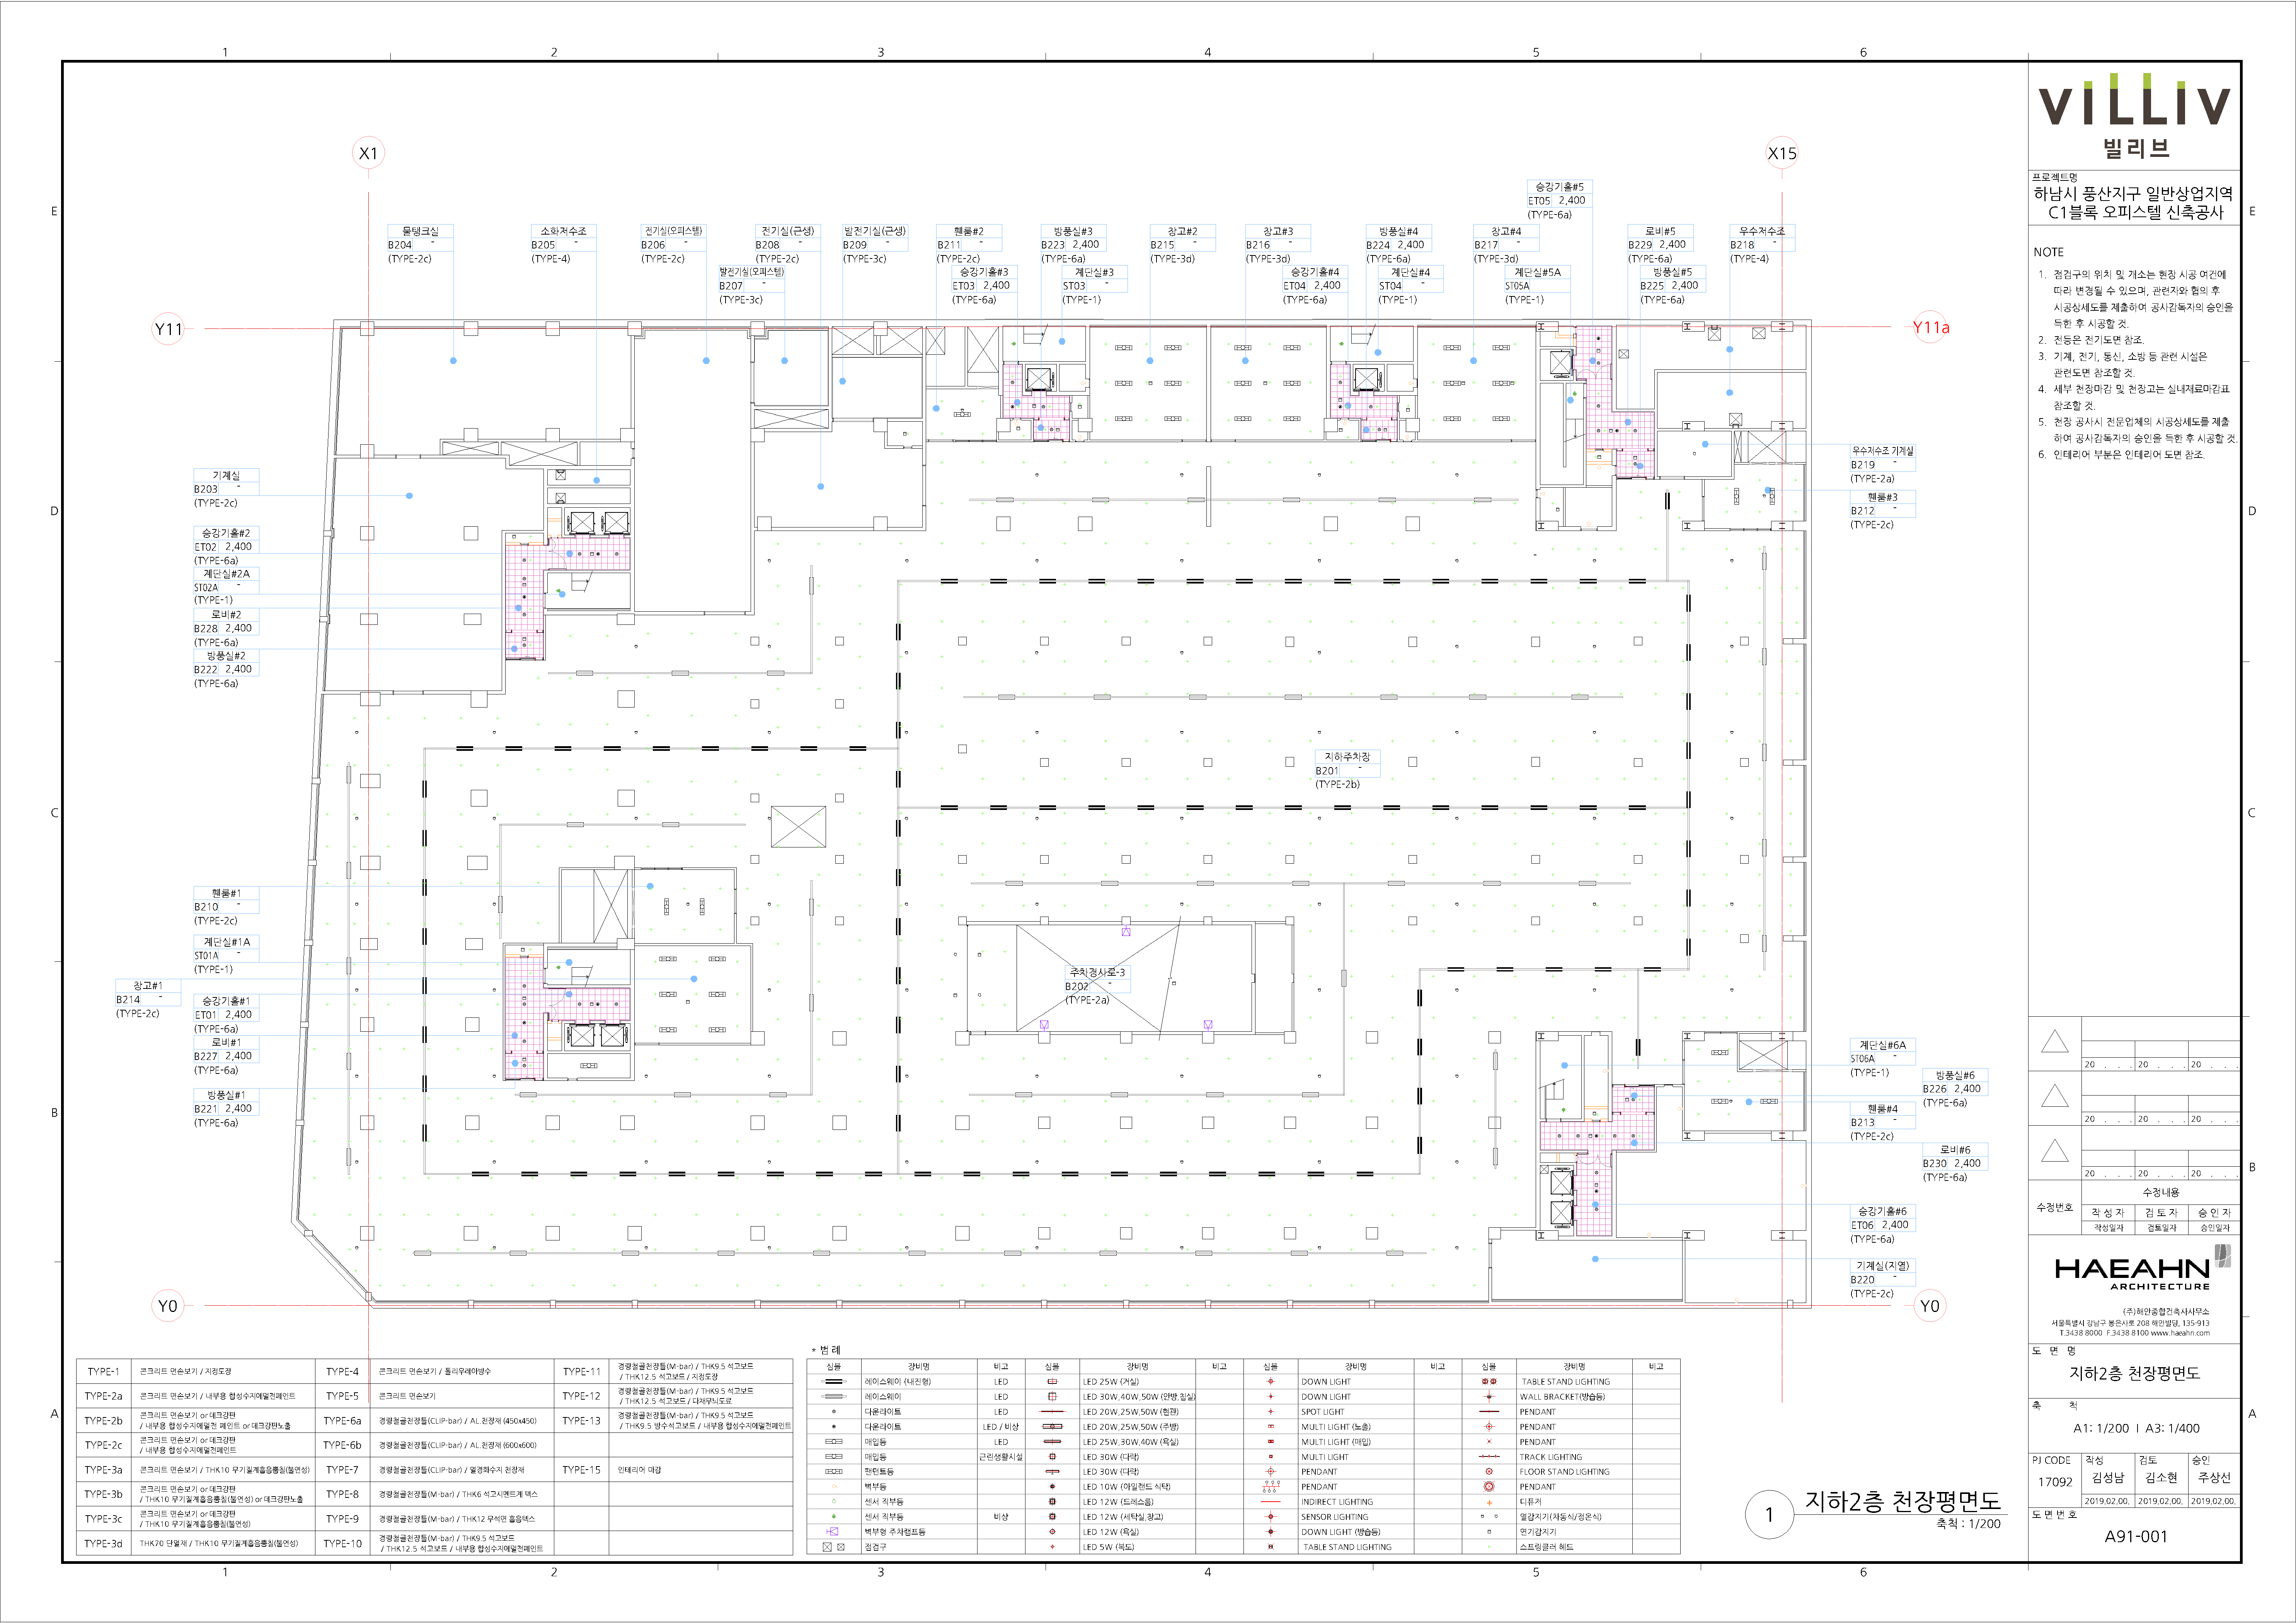 1 2 3 4 5 6
VILLIV
빌리브
프로젝트명
하남시 풍산지구 일반상업지역
C1블록 오피스텔 신축공사
NOTE
1. 점검구의 위치 및 개소는 현장 시공 여건에
따라 변경될 수 있으며, 관련자와 협의 후
시공상세도를 제출하여 공사감독자의 승인을
득한 후 시공할 것.
2. 전등은 전기도면 참조.
3. 기계, 전기, 통신, 소방 등 관련 시설은
관련도면 참조할 것.
4. 세부 천장마감 및 천장고는 실내재료마감표
참조할 것.
5. 천장 공사시 전문업체의 시공상세도를 제출
하여 공사감독자의 승인을 득한 후 시공할 것.
6. 인테리어 부분은 인테리어 도면 참조.
X1
X15
Y11
Y11a
Y0
Y0
E
D
C
B
A
E
D
C
B
A
물탱크실
B204 -
(TYPE-2c)
소화저수조
B205 -
(TYPE-4)
전기실(오피스텔)
B206 -
(TYPE-2c)
발전기실(오피스텔)
B207 -
(TYPE-3c)
전기실(근생)
B208 -
(TYPE-2c)
발전기실(근생)
B209 -
(TYPE-3c)
휀룸#2
B211 -
(TYPE-2c)
승강기홀#3
ET03 2,400
(TYPE-6a)
방풍실#3
B223 2,400
(TYPE-6a)
계단실#3
ST03 -
(TYPE-1)
창고#2
B215 -
(TYPE-3d)
창고#3
B216 -
(TYPE-3d)
승강기홀#4
ET04 2,400
(TYPE-6a)
방풍실#4
B224 2,400
(TYPE-6a)
계단실#4
ST04 -
(TYPE-1)
창고#4
B217 -
(TYPE-3d)
계단실#5A
ST05A
(TYPE-1)
승강기홀#5
ET05 2,400
(TYPE-6a)
로비#5
B229 2,400
(TYPE-6a)
방풍실#5
B225 2,400
(TYPE-6a)
우수저수조
B218 -
(TYPE-4)
우수저수조 기계실
B219 -
(TYPE-2a)
휀룸#3
B212 -
(TYPE-2c)
기계실
B203 -
(TYPE-2c)
승강기홀#2
ET02 2,400
(TYPE-6a)
계단실#2A
ST02A -
(TYPE-1)
로비#2
B228 2,400
(TYPE-6a)
방풍실#2
B222 2,400
(TYPE-6a)
지하주차장
B201 -
(TYPE-2b)
휀룸#1
B210 -
(TYPE-2c)
계단실#1A
ST01A -
(TYPE-1)
창고#1
B214 -
(TYPE-2c)
승강기홀#1
ET01 2,400
(TYPE-6a)
로비#1
B227 2,400
(TYPE-6a)
방풍실#1
B221 2,400
(TYPE-6a)
주차경사로-3
B202 -
(TYPE-2a)
계단실#6A
ST06A -
(TYPE-1)
방풍실#6
B226 2,400
(TYPE-6a)
휀룸#4
B213 -
(TYPE-2c)
로비#6
B230 2,400
(TYPE-6a)
승강기홀#6
ET06 2,400
(TYPE-6a)
기계실(지열)
B220 -
(TYPE-2c)
TYPE-1 콘크리트 면손보기 / 지정도장
TYPE-2a 콘크리트 면손보기 / 내부용 합성수지에멀젼페인트
TYPE-2b 콘크리트 면손보기 or 데크강판
/ 내부용 합성수지에멀젼 페인트 or 데크강판노출
TYPE-2c 콘크리트 면손보기 or 데크강판
/ 내부용 합성수지에멀젼페인트
TYPE-3a 콘크리트 면손보기 / THK10 무기질계흡음뿜칠(불연성)
TYPE-3b 콘크리트 면손보기 or 데크강판
/ THK10 무기질계흡음뿜칠(불연성) or 데크강판노출
TYPE-3c 콘크리트 면손보기 or 데크강판
/ THK10 무기질계흡음뿜칠(불연성)
TYPE-3d THK70 단열재 / THK10 무기질계흡음뿜칠(불연성)
TYPE-4 콘크리트 면손보기 / 폴리우레아방수
TYPE-5 콘크리트 면손보기
TYPE-6a 경량철골천장틀(CLIP-bar) / AL.천장재 (450x450)
TYPE-6b 경량철골천장틀(CLIP-bar) / AL.천장재 (600x600)
TYPE-7 경량철골천장틀(CLIP-bar) / 열경화수지 천장재
TYPE-8 경량철골천장틀(M-bar) / THK6 석고시멘트계 텍스
TYPE-9 경량철골천장틀(M-bar) / THK12 무석면 흡음텍스
TYPE-10 경량철골천장틀(M-bar) / THK9.5 석고보드
/ THK12.5 석고보드 / 내부용 합성수지에멀젼페인트
TYPE-11 경량철골천장틀(M-bar) / THK9.5 석고보드
/ THK12.5 석고보드 / 지정도장
TYPE-12 경량철골천장틀(M-bar) / THK9.5 석고보드
/ THK12.5 석고보드 / 다채무늬도료
TYPE-13 경량철골천장틀(M-bar) / THK9.5 석고보드
/ THK9.5 방수석고보드 / 내부용 합성수지에멀젼페인트
TYPE-15 인테리어 마감
* 범 례
심볼 장비명 비고 심볼 장비명 비고 심볼 장비명 비고 심볼 장비명 비고
레이스웨이 (내진형) LED LED 25W (거실) DOWN LIGHT TABLE STAND LIGHTING
레이스웨이 LED LED 30W,40W,50W (안방,침실) DOWN LIGHT WALL BRACKET(방습등)
다운라이트 LED LED 20W,25W,50W (현관) SPOT LIGHT PENDANT
다운라이트 LED / 비상 LED 20W,25W,50W (주방) MULTI LIGHT (노출) PENDANT
매입등 LED LED 25W,30W,40W (욕실) MULTI LIGHT (매입) PENDANT
매입등 근린생활시설 LED 30W (다락) MULTI LIGHT TRACK LIGHTING
팬턴트등 LED 30W (다락) PENDANT FLOOR STAND LIGHTING
벽부등 LED 10W (아일랜드 식탁) PENDANT PENDANT
센서 직부등 LED 12W (드레스룸) INDIRECT LIGHTING 디퓨져
센서 직부등 비상 LED 12W (세탁실,창고) SENSOR LIGHTING 열감지기(차동식/정온식)
벽부형 주차램프등 LED 12W (욕실) DOWN LIGHT (방습등) 연기감지기
점검구 LED 5W (복도) TABLE STAND LIGHTING 스프링클러 헤드
1
지하2층 천장평면도
축척 : 1/200
20 . . . 20 . . . 20 . . .
20 . . . 20 . . . 20 . . .
20 . . . 20 . . . 20 . . .
수정번호
수정내용
작 성 자 검 토 자 승 인 자
작성일자 검토일자 승인일자
HAEAHN
ARCHITECTURE
(주)해안종합건축사사무소
서울특별시 강남구 봉은사로 208 해안빌딩, 135-913
T.3438 8000 F.3438 8100 www.haeahn.com
도 면 명
지하2층 천장평면도
축 척
A1: 1/200 I A3: 1/400
PJ CODE 작성 검토 승인
17092 김성남 김소현 주상선
2019.02.00. 2019.02.00. 2019.02.00.
도 면 번 호
A91-001
1 2 3 4 5 6